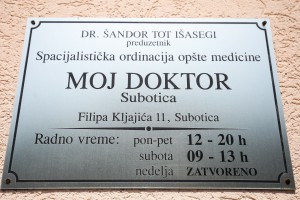 DR. ŠANDOR TOT IŠASEGI
preduzetnik
Spacijalistička ordinacija opšte medicine
MOJ DOKTOR
Subotica
Filipa Kljajića 11, Subotica
Radno vreme: pon-pet 12 - 20 h
subota 09 - 13 h
nedelja ZATVORENO